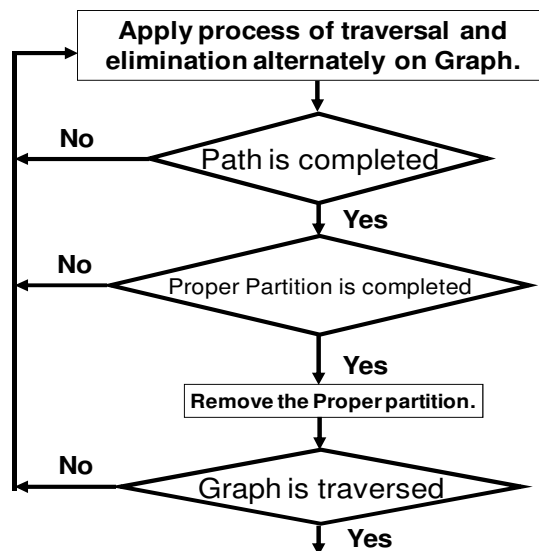 Apply process of traversal and
elimination alternately on Graph.
No
Path is completed
Yes
No
Proper Partition is completed
Yes
Remove the Proper partition.
No
Graph is traversed
Yes